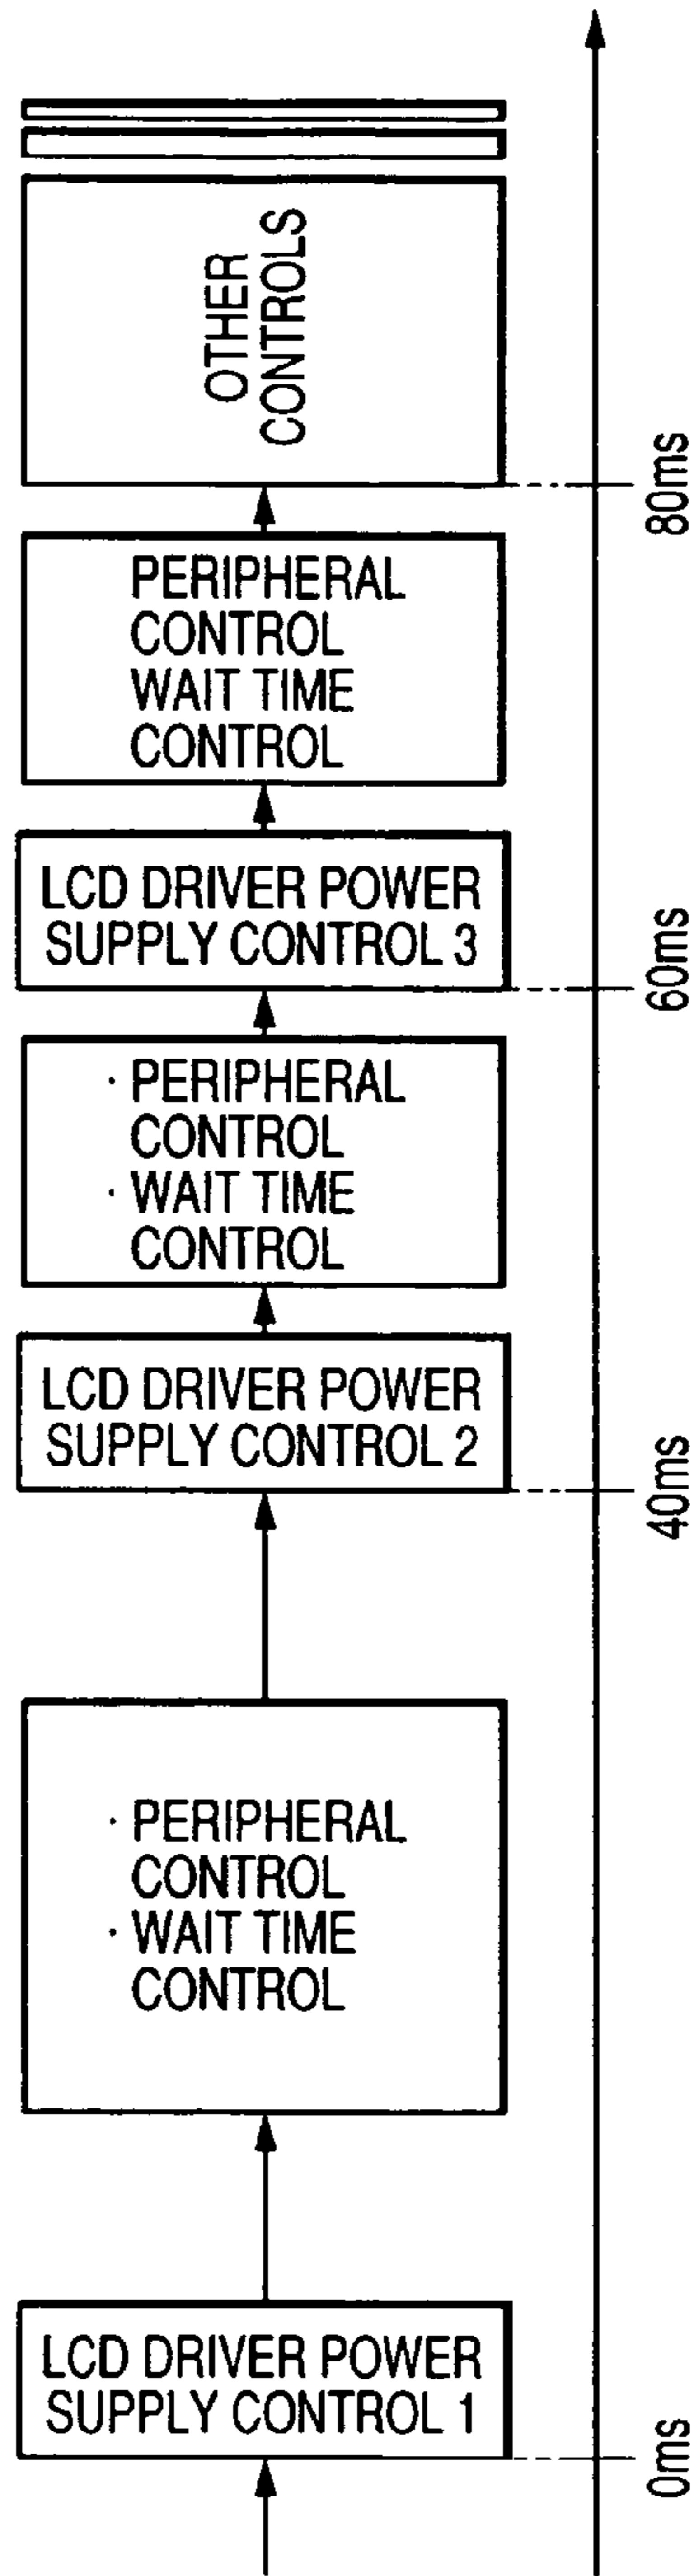 OTHER
CONTROLS
80ms
PERIPHERAL
CONTROL
WAIT TIME
CONTROL
LCD DRIVER POWER
SUPPLY CONTROL 3
60ms
· PERIPHERAL
CONTROL
· WAIT TIME
CONTROL
LCD DRIVER POWER
SUPPLY CONTROL 2
40ms
· PERIPHERAL
CONTROL
· WAIT TIME
CONTROL
LCD DRIVER POWER
SUPPLY CONTROL 1
0ms